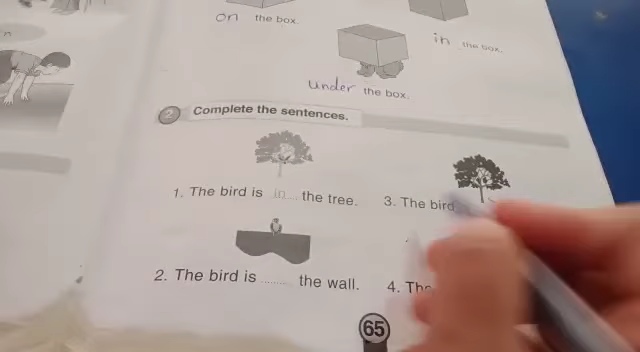 on the box.
in the box.
under the box.
2 Complete the sentences.
1. The bird is in the tree.
3. The bird
2. The bird is ....... the wall.
4. The
65